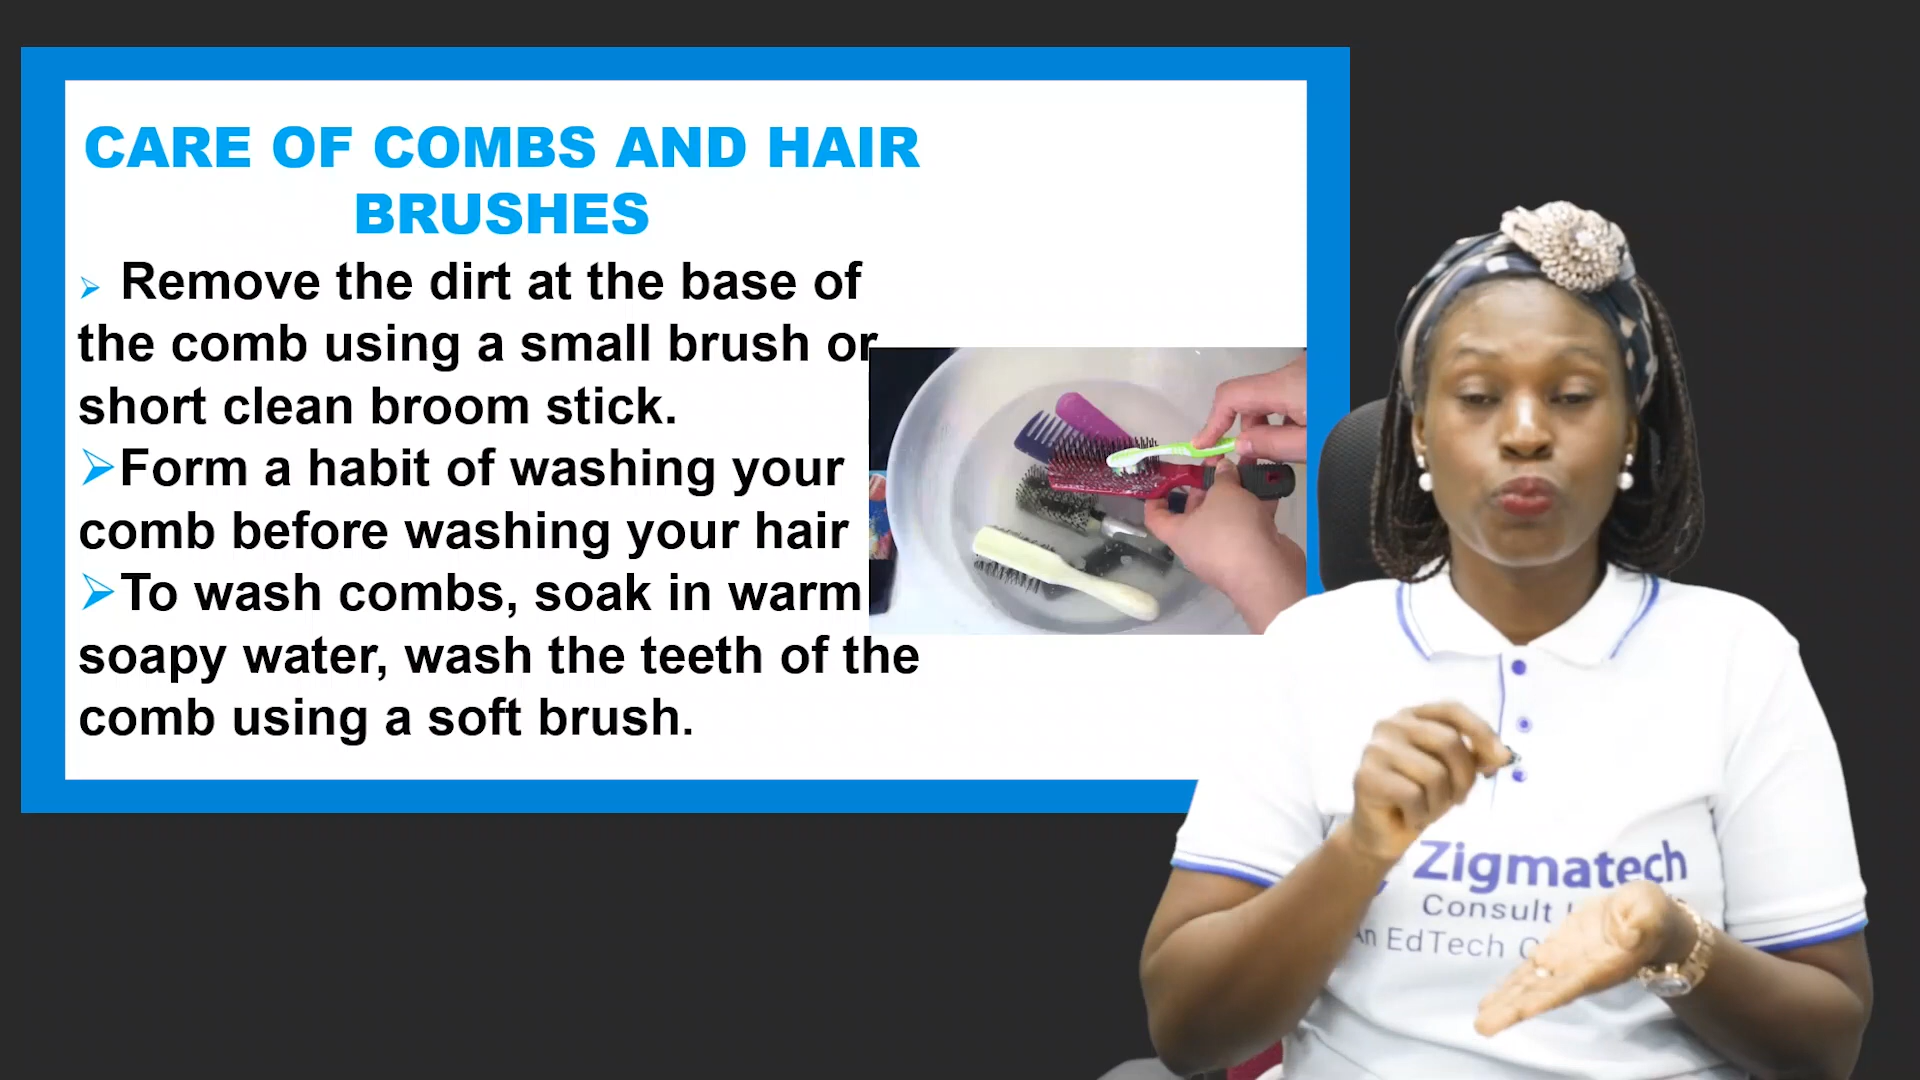 CARE OF COMBS AND HAIR
BRUSHES
➢ Remove the dirt at the base of
the comb using a small brush or
short clean broom stick.
➢Form a habit of washing your
comb before washing your hair
➢To wash combs, soak in warm
soapy water, wash the teeth of the
comb using a soft brush.
Zigmatech
Consult
An EdTech